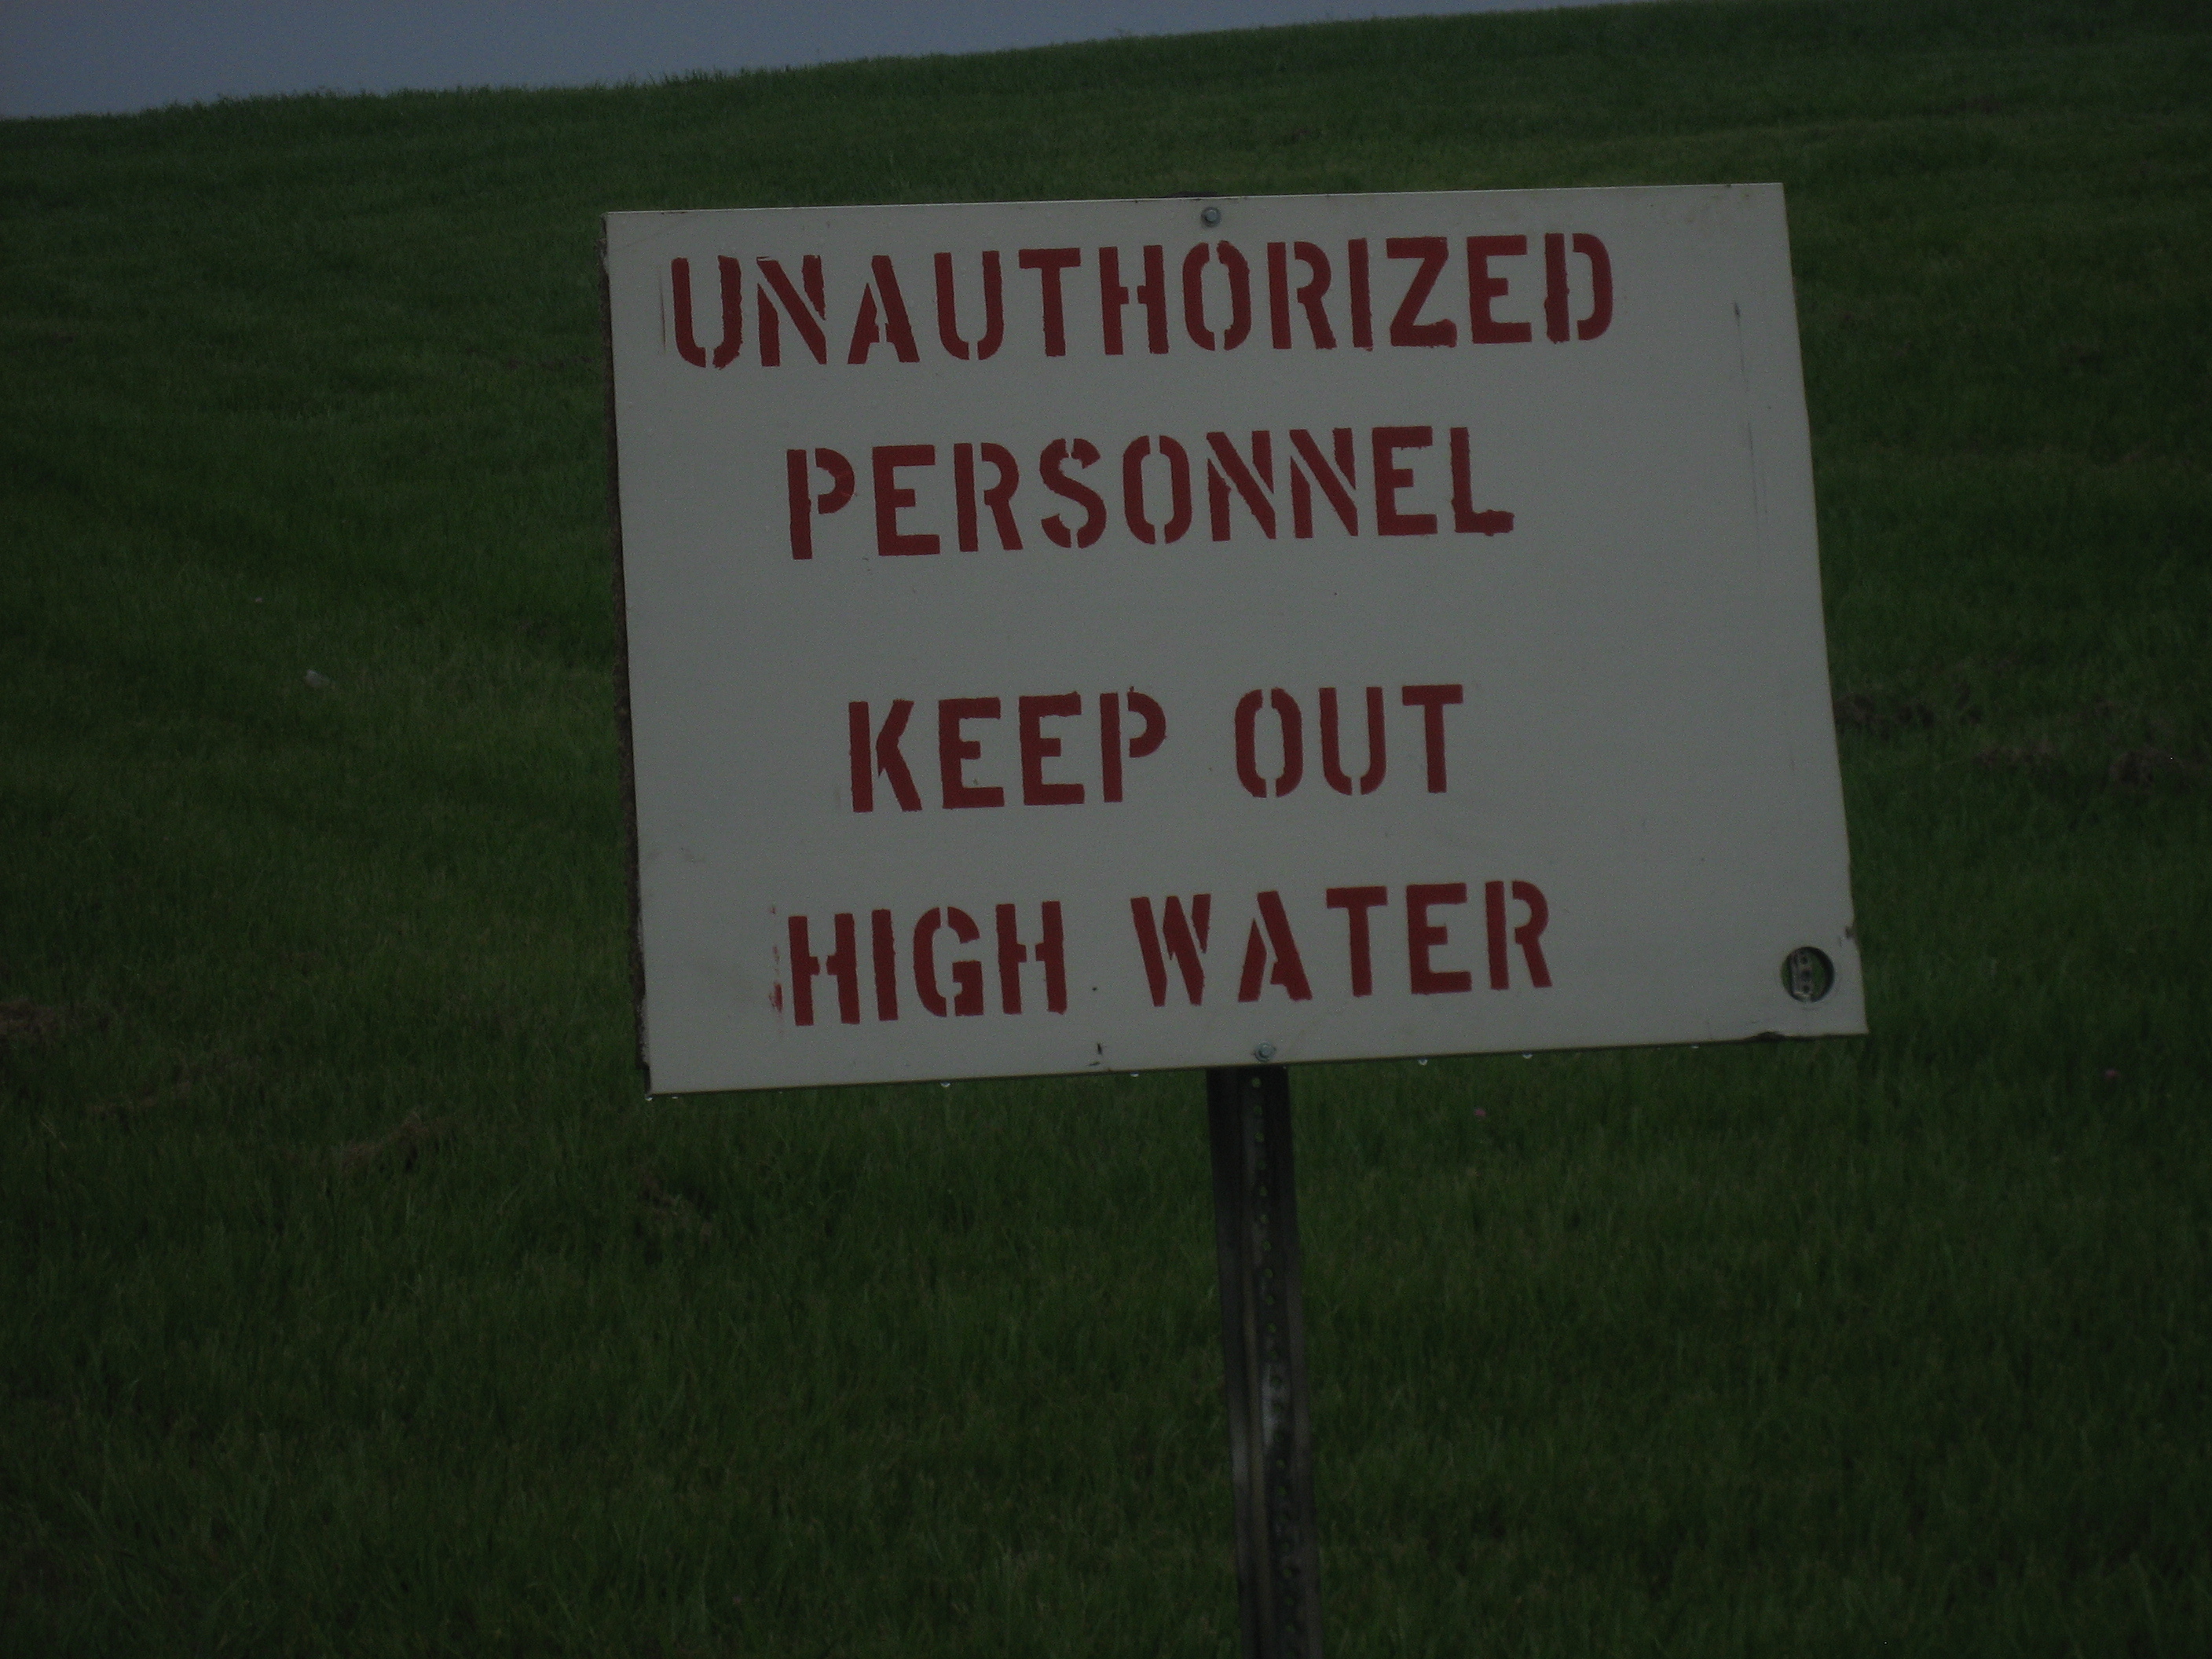 UNAUTHORIZED
PERSONNEL
KEEP OUT
HIGH WATER